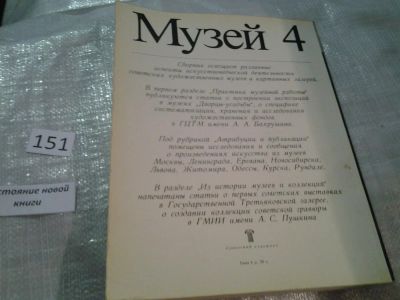 Музей 4
Сборник освещает различные
аспекты искусствоведческой деятельности
советских художественных музеев и картинных галерей.
В первом разделе „Практика музейной работы“
публикуются статьи о построении экспозиций
в музеях „Дворцы-усадьбы“, о специфике
систематизации, хранения и исследования
художественных фондов
в ГЦТМ имени А. А. Бахрушина.
Под рубрикой „Атрибуции и публикации“
помещены исследования и сообщения
о произведениях искусства из музеев
Москвы, Ленинграда, Еревана, Новосибирска,
Львова, Житомира, Одессы, Курска, Рундале.
В разделе „Из истории музеев и коллекций“
напечатаны статьи о первых советских выставках
в Государственной Третьяковской галерее,
о создании коллекции советской гравюры
в ГМИИ имени А. С. Пушкина
Советский художник
151
стояние новой
книги